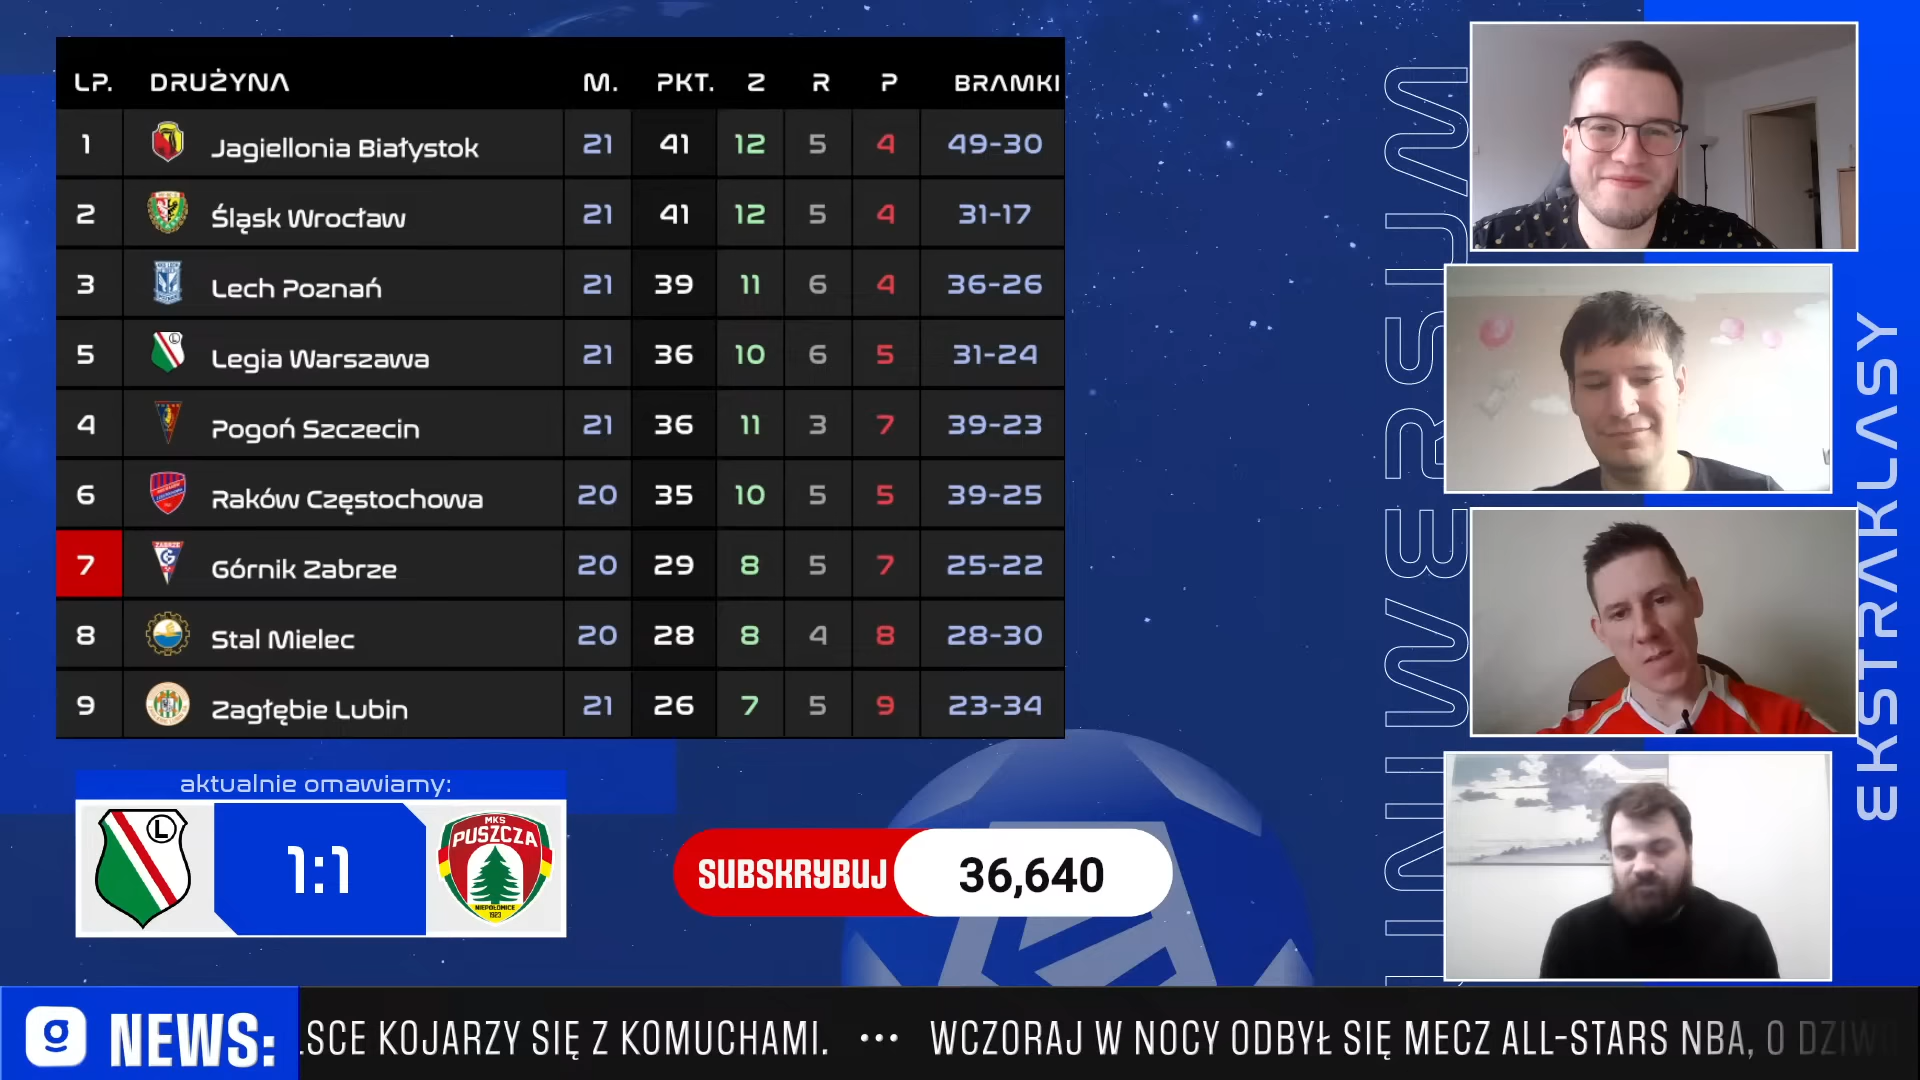 LP. DRUŻYNA M. PKT. Z R P BRAMKI
1 Jagiellonia Białystok 21 41 12 5 4 49-30
2 Śląsk Wrocław 21 41 12 5 4 31-17
3 Lech Poznań 21 39 11 6 4 36-26
5 Legia Warszawa 21 36 10 6 5 31-24
4 Pogoń Szczecin 21 36 11 3 7 39-23
6 Raków Częstochowa 20 35 10 5 5 39-25
7 Górnik Zabrze 20 29 8 5 7 25-22
8 Stal Mielec 20 28 8 4 8 28-30
9 Zagłębie Lubin 21 26 7 5 9 23-34
aktualnie omawiamy:
L
1:1
MKS
PUSZCZA
NIEPOŁOMICE
1923
SUBSKRYBUJ 36,640
UNIWERSUM
EKSTRAKLASY
g NEWS: .SCE KOJARZY SIĘ Z KOMUCHAMI. ••• WCZORAJ W NOCY ODBYŁ SIĘ MECZ ALL-STARS NBA, O DZIW